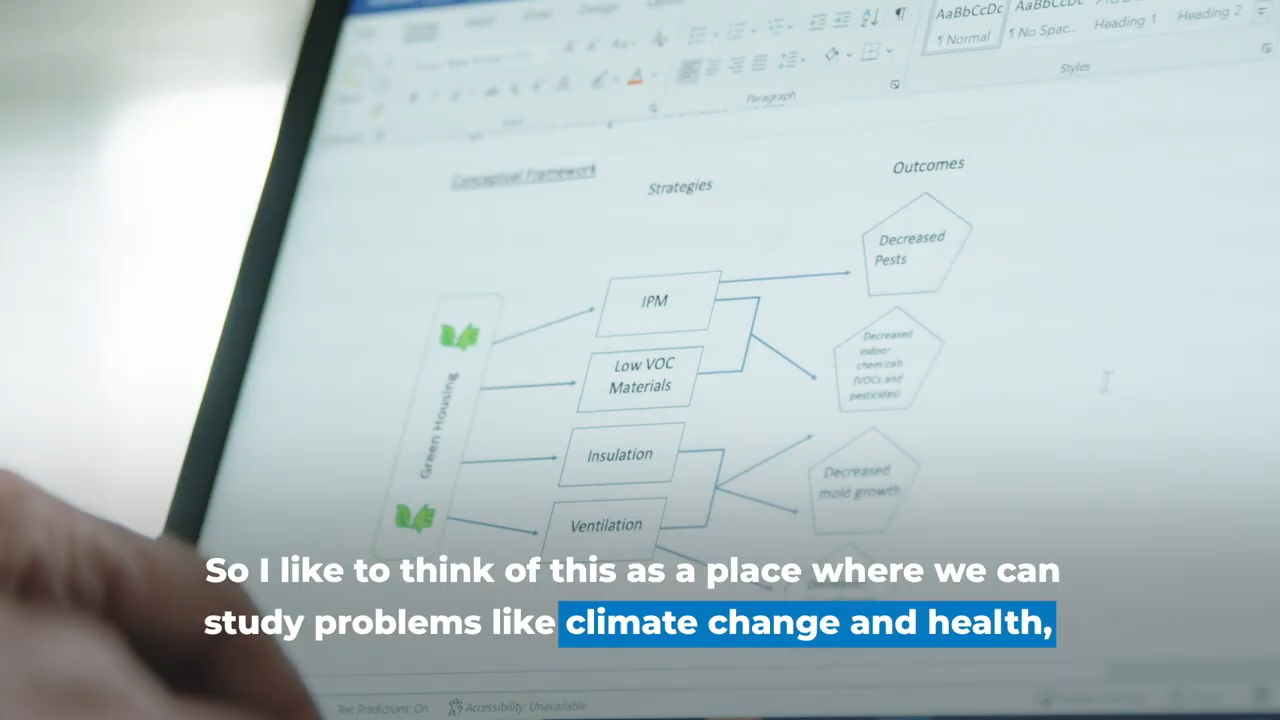 AaBbCcDc
AaBbCcDc
¶ Normal
¶ No Spac...
Heading 1
Heading 2
Paragraph
Styles
Conceptual Framework
Strategies
Outcomes
Decreased
Pests
IPM
Decreased
indoor
chemicals
(VOCs and
pesticides)
Low VOC
Materials
Green Housing
Insulation
Decreased
mold growth
Ventilation
So I like to think of this as a place where we can
study problems like climate change and health,
Text Predictions: On
Accessibility: Unavailable